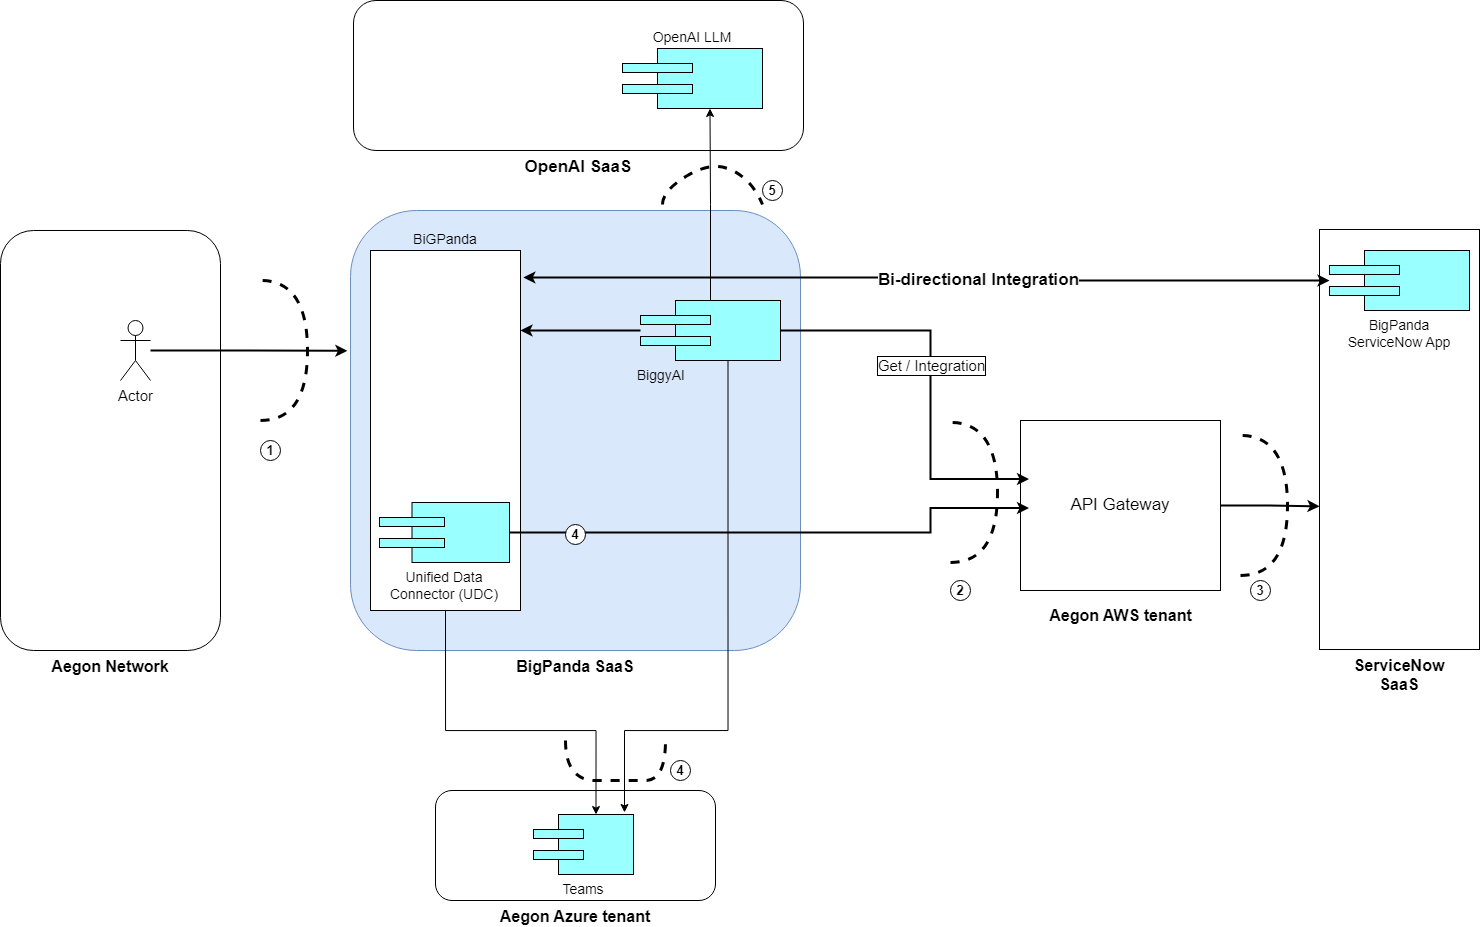 OpenAI LLM
OpenAI SaaS
5
BiGPanda
Bi-directional Integration
BigPanda
ServiceNow App
BiggyAI
Get / Integration
Actor
1
API Gateway
4
Unified Data
Connector (UDC)
2
3
Aegon AWS tenant
Aegon Network
BigPanda SaaS
ServiceNow
SaaS
4
Teams
Aegon Azure tenant